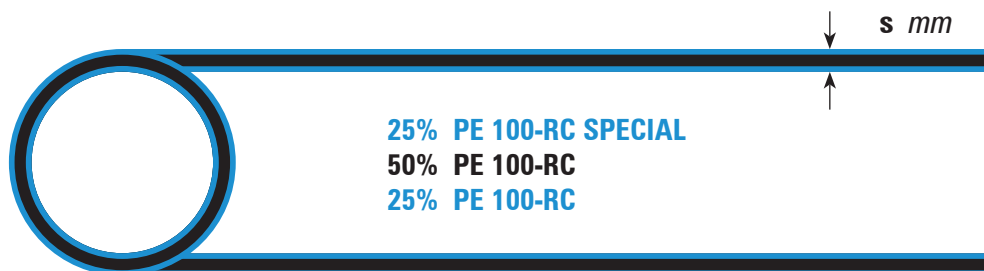 s mm
25% PE 100-RC SPECIAL
50% PE 100-RC
25% PE 100-RC